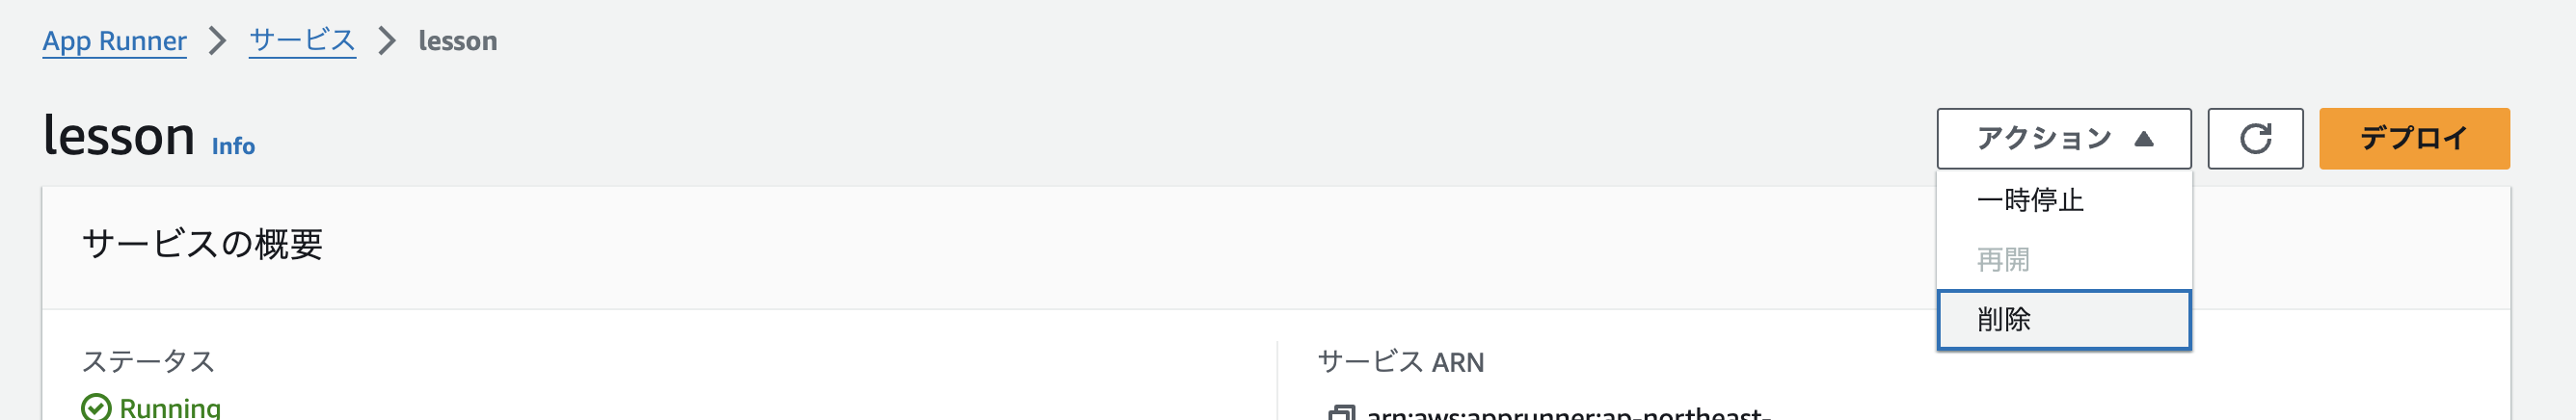 App Runner > サービス > lesson
lesson Info
アクション ▲ デプロイ
一時停止
再開
削除
サービスの概要
ステータス
Running
サービス ARN
arn:aws:apprunner:ap-northeast-